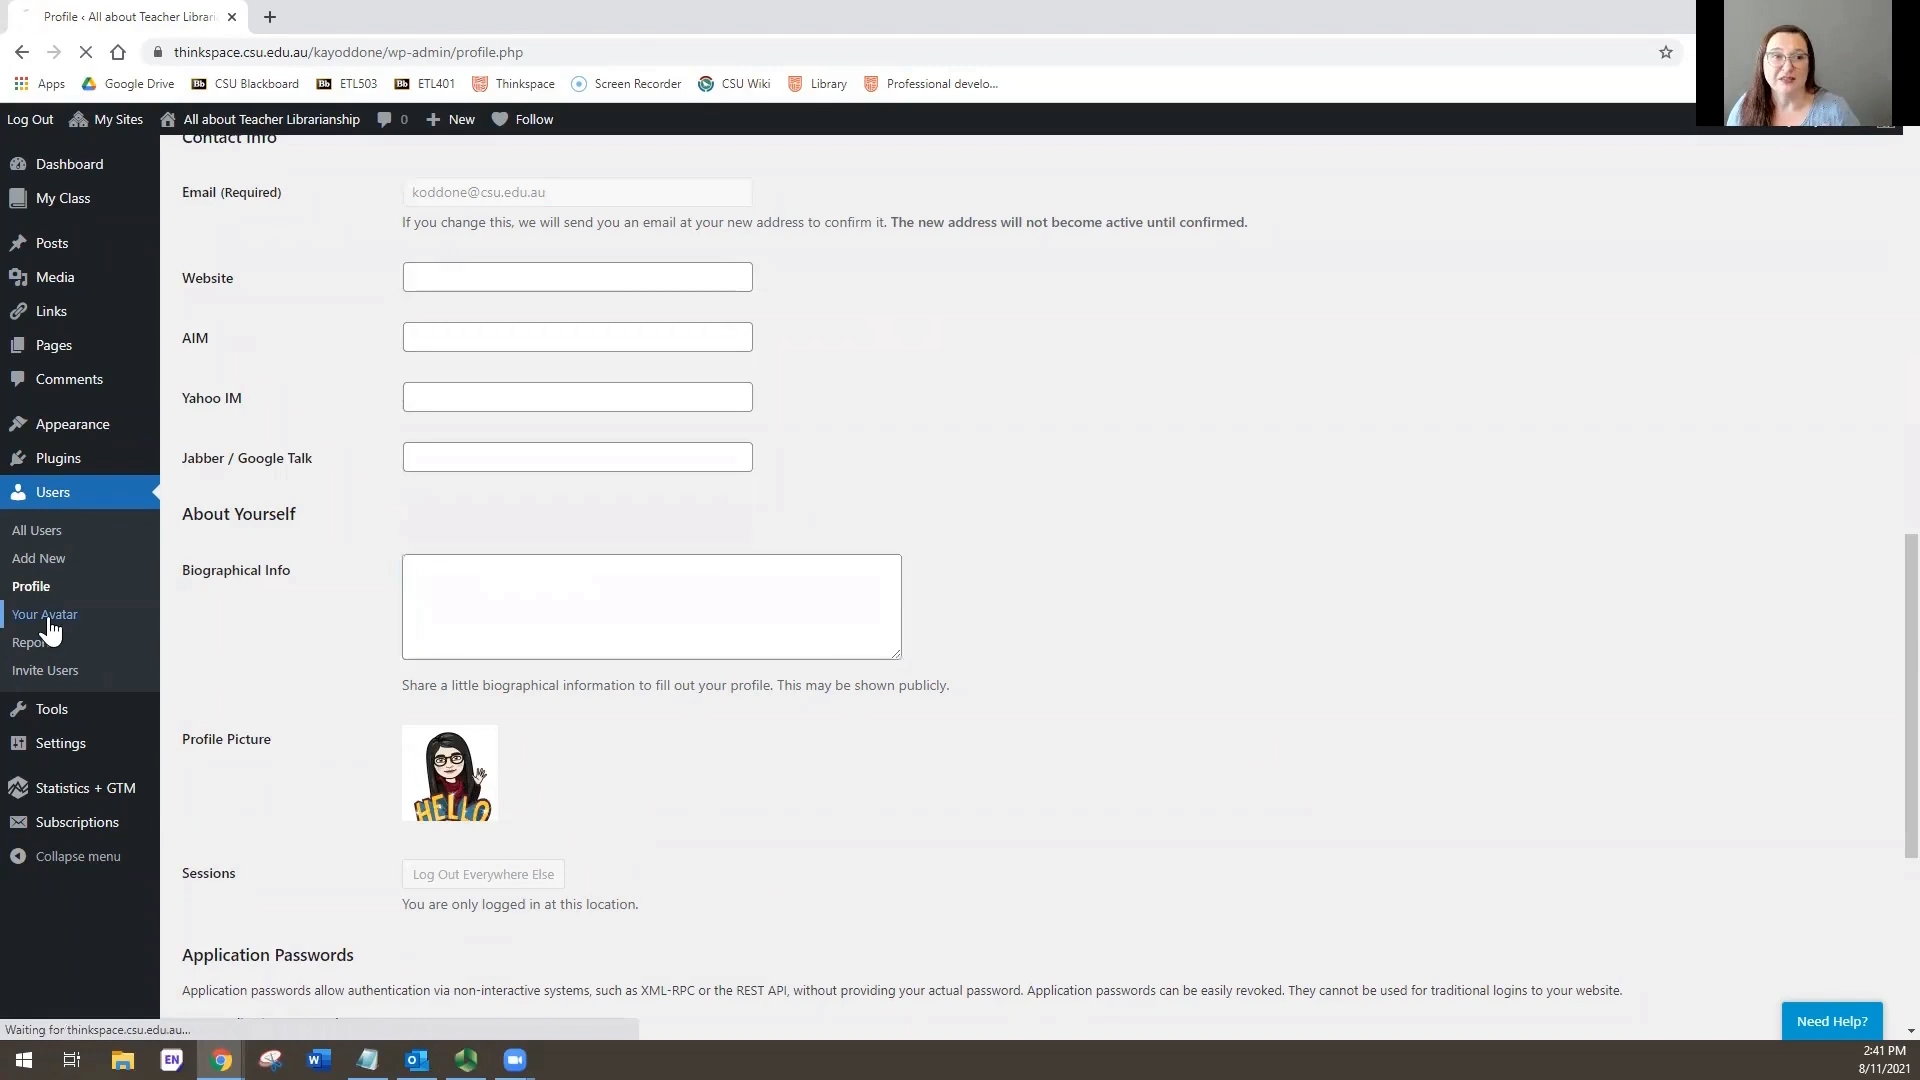 Profile ‹ All about Teacher Librari
thinkspace.csu.edu.au/kayoddone/wp-admin/profile.php
Apps Google Drive Bb CSU Blackboard Bb ETL503 Bb ETL401 Thinkspace Screen Recorder CSU Wiki Library Professional develo...
Log Out My Sites All about Teacher Librarianship 0 New Follow
Dashboard
My Class
Posts
Media
Links
Pages
Comments
Appearance
Plugins
Users
All Users
Add New
Profile
Your Avatar
Invite Users
Tools
Settings
Statistics + GTM
Subscriptions
Collapse menu
Contact Info
Email (Required)
koddone@csu.edu.au
If you change this, we will send you an email at your new address to confirm it. The new address will not become active until confirmed.
Website
AIM
Yahoo IM
Jabber / Google Talk
About Yourself
Biographical Info
Share a little biographical information to fill out your profile. This may be shown publicly.
Profile Picture
HELLO
Sessions
Log Out Everywhere Else
You are only logged in at this location.
Application Passwords
Application passwords allow authentication via non-interactive systems, such as XML-RPC or the REST API, without providing your actual password. Application passwords can be easily revoked. They cannot be used for traditional logins to your website.
Need Help?
Waiting for thinkspace.csu.edu.au...
EN
2:41 PM
8/11/2021